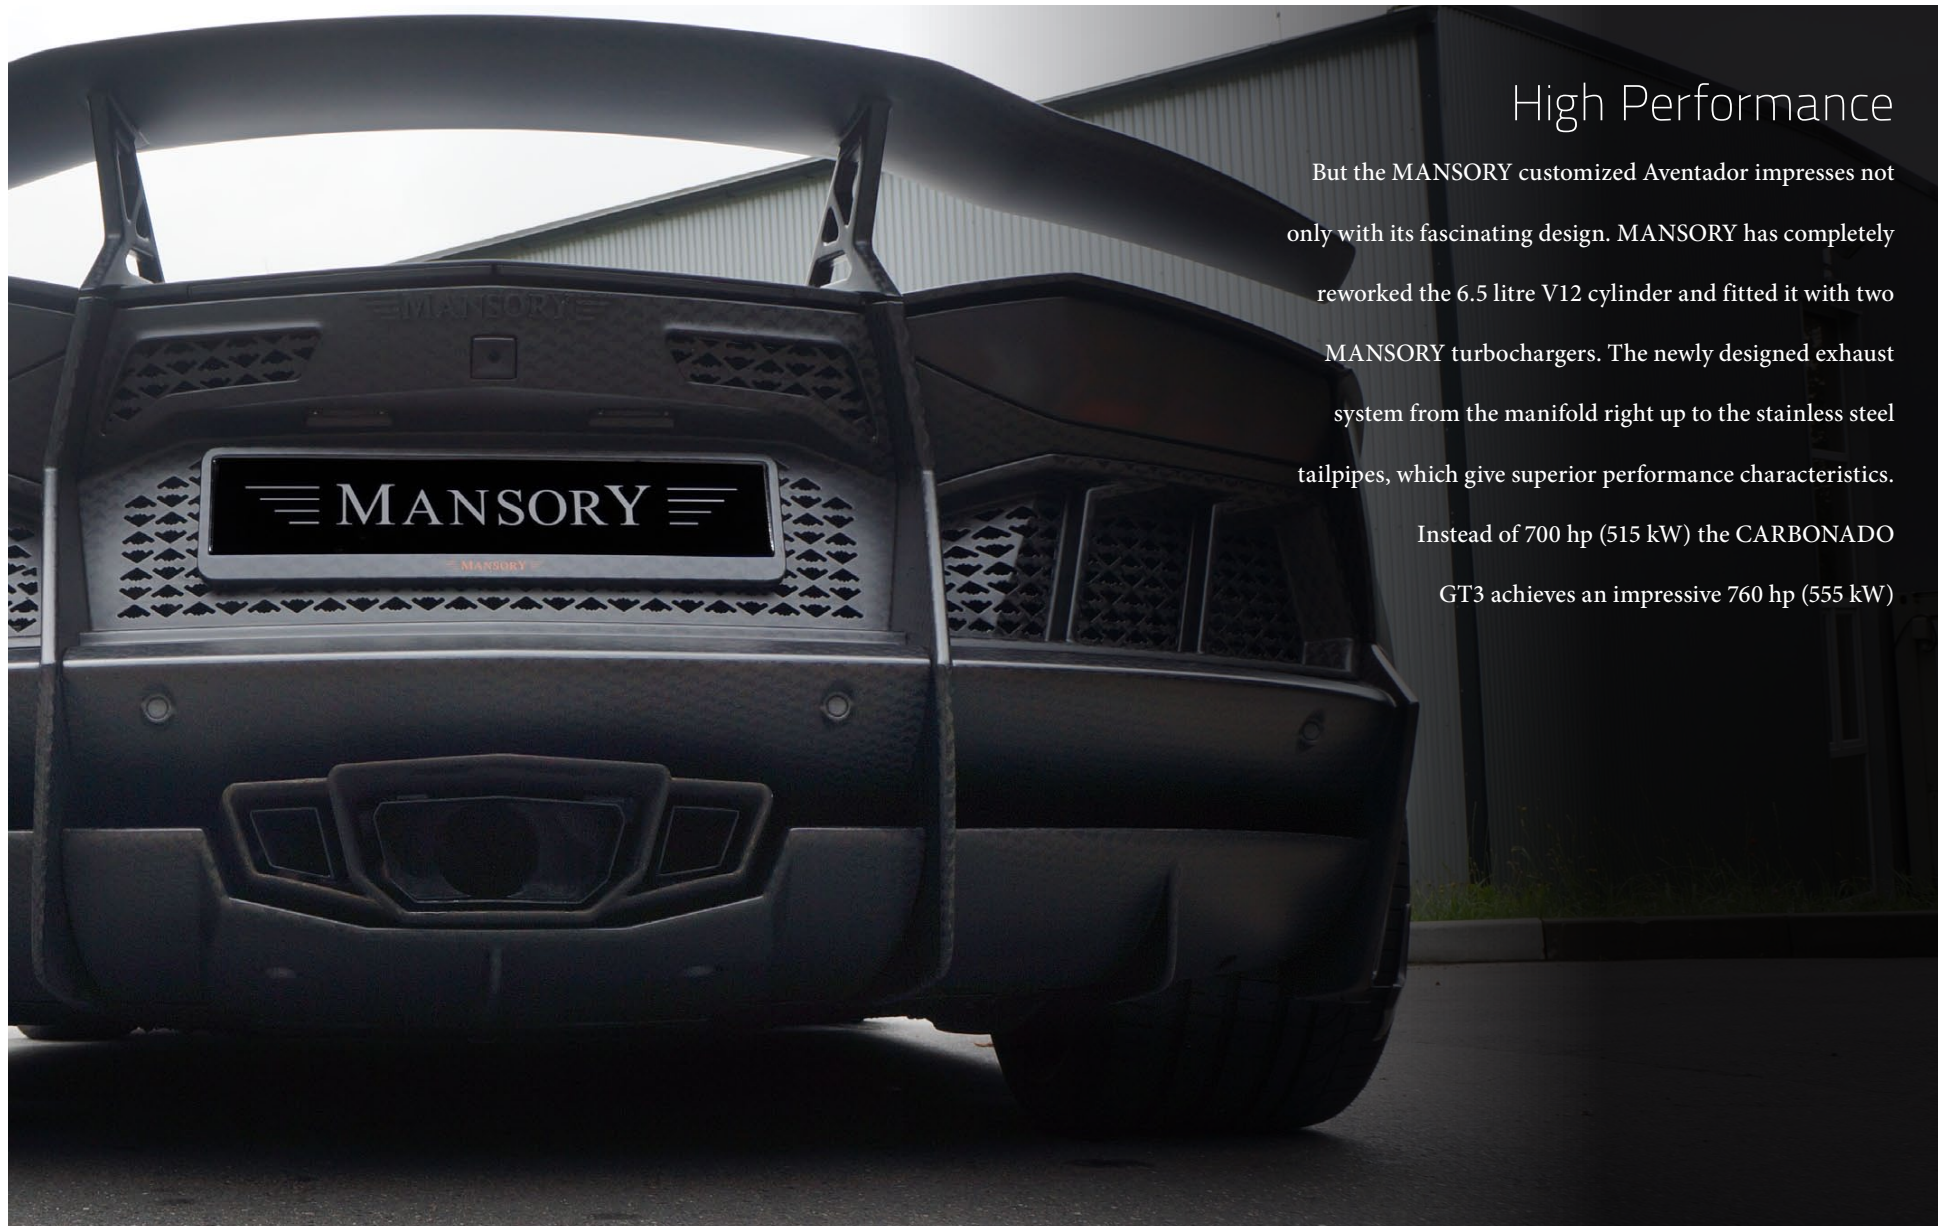 High Performance
But the MANSORY customized Aventador impresses not
only with its fascinating design. MANSORY has completely
reworked the 6.5 litre V12 cylinder and fitted it with two
MANSORY turbochargers. The newly designed exhaust
system from the manifold right up to the stainless steel
tailpipes, which give superior performance characteristics.
Instead of 700 hp (515 kW) the CARBONADO
GT3 achieves an impressive 760 hp (555 kW)
MANSORY
MANSORY
MANSORY